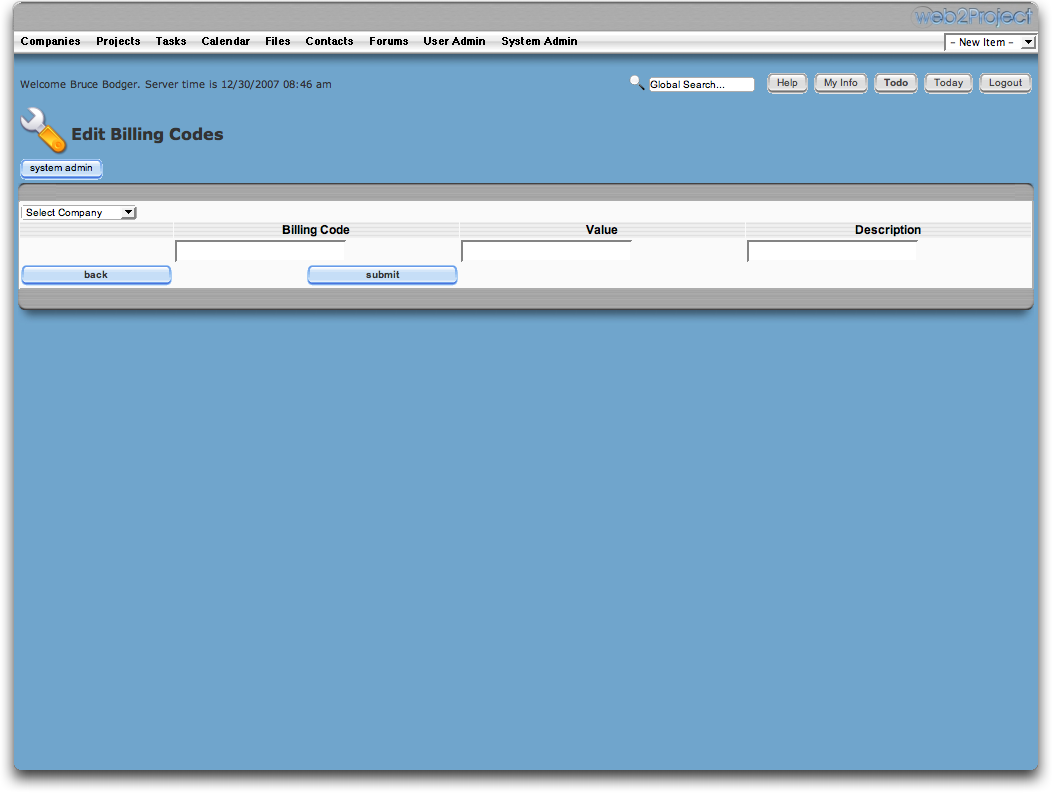 web2Project
Companies Projects Tasks Calendar Files Contacts Forums User Admin System Admin - New Item -
Welcome Bruce Bodger. Server time is 12/30/2007 08:46 am Global Search... Help My Info Todo Today Logout
Edit Billing Codes
system admin
Select Company
Billing Code Value Description
back submit